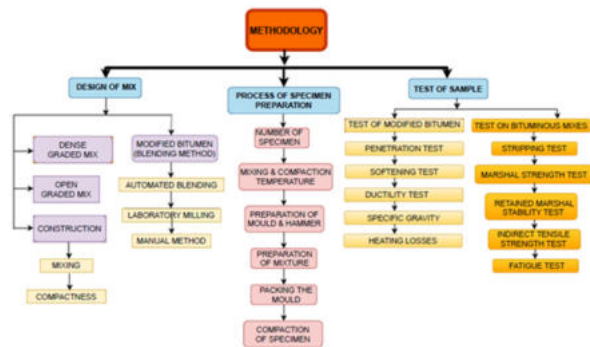 METHODOLOGY
DESIGN OF MIX
DENSE
GRADED MIX
OPEN
GRADED MIX
CONSTRUCTION
MIXING
COMPACTNESS
MODIFIED BITUMEN
(BLENDING METHOD)
AUTOMATED BLENDING
LABORATORY MILLING
MANUAL METHOD
PROCESS OF SPECIMEN
PREPARATION
NUMBER OF
SPECIMEN
MIXING & COMPACTION
TEMPERATURE
PREPARATION OF
MOULD & HAMMER
PREPARATION
OF MIXTURE
PACKING THE
MOULD
COMPACTION
OF SPECIMEN
TEST OF SAMPLE
TEST OF MODIFIED BITUMEN
PENETRATION TEST
SOFTENING TEST
DUCTILITY TEST
SPECIFIC GRAVITY
HEATING LOSSES
TEST ON BITUMINOUS MIXES
STRIPPING TEST
MARSHAL STRENGTH TEST
RETAINED MARSHAL
STABILITY TEST
INDIRECT TENSILE
STRENGTH TEST
FATIGUE TEST